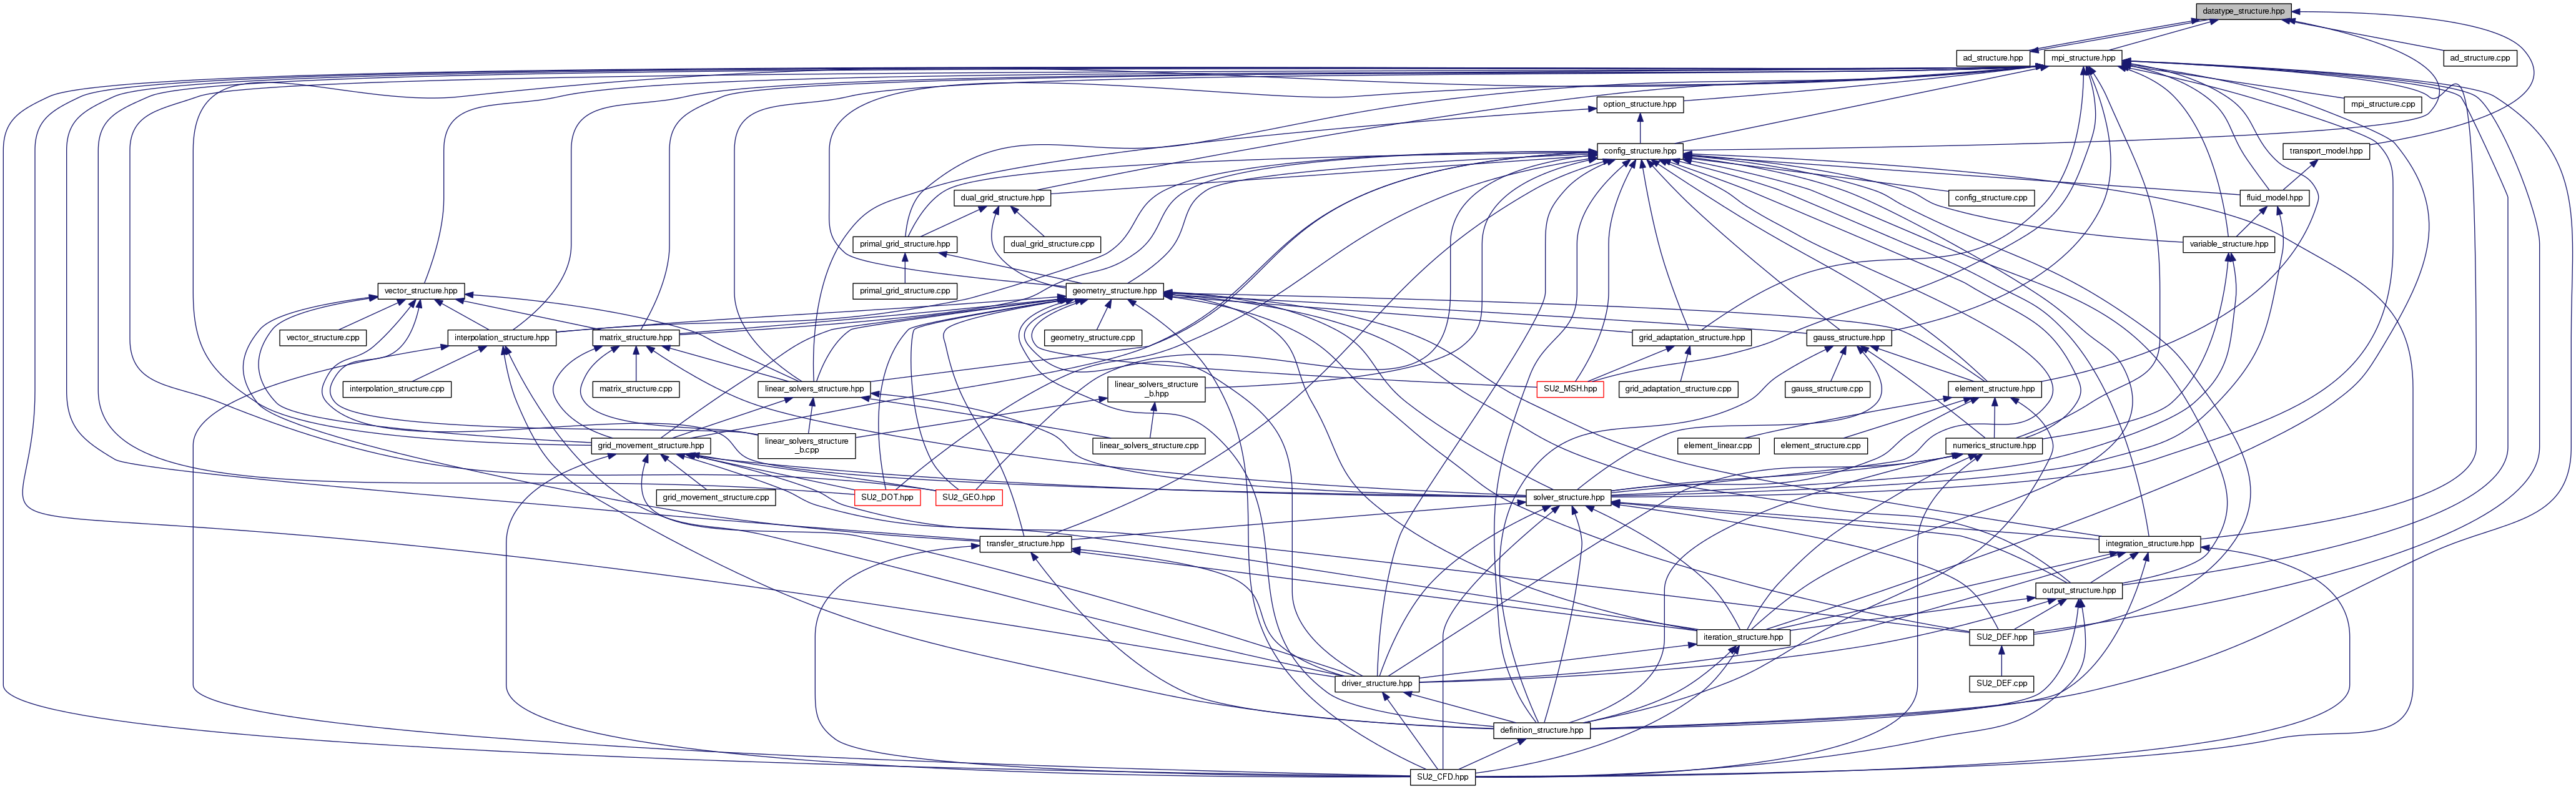 datatype_structure.hpp
ad_structure.hpp
mpi_structure.hpp
ad_structure.cpp
option_structure.hpp
mpi_structure.cpp
config_structure.hpp
transport_model.hpp
dual_grid_structure.hpp
config_structure.cpp
fluid_model.hpp
primal_grid_structure.hpp
dual_grid_structure.cpp
variable_structure.hpp
vector_structure.hpp
primal_grid_structure.cpp
geometry_structure.hpp
vector_structure.cpp
interpolation_structure.hpp
matrix_structure.hpp
geometry_structure.cpp
grid_adaptation_structure.hpp
gauss_structure.hpp
interpolation_structure.cpp
matrix_structure.cpp
linear_solvers_structure.hpp
linear_solvers_structure
_b.hpp
SU2_MSH.hpp
grid_adaptation_structure.cpp
gauss_structure.cpp
element_structure.hpp
grid_movement_structure.hpp
linear_solvers_structure
_b.cpp
linear_solvers_structure.cpp
element_linear.cpp
element_structure.cpp
numerics_structure.hpp
grid_movement_structure.cpp
SU2_DOT.hpp
SU2_GEO.hpp
solver_structure.hpp
transfer_structure.hpp
integration_structure.hpp
output_structure.hpp
iteration_structure.hpp
SU2_DEF.hpp
driver_structure.hpp
SU2_DEF.cpp
definition_structure.hpp
SU2_CFD.hpp